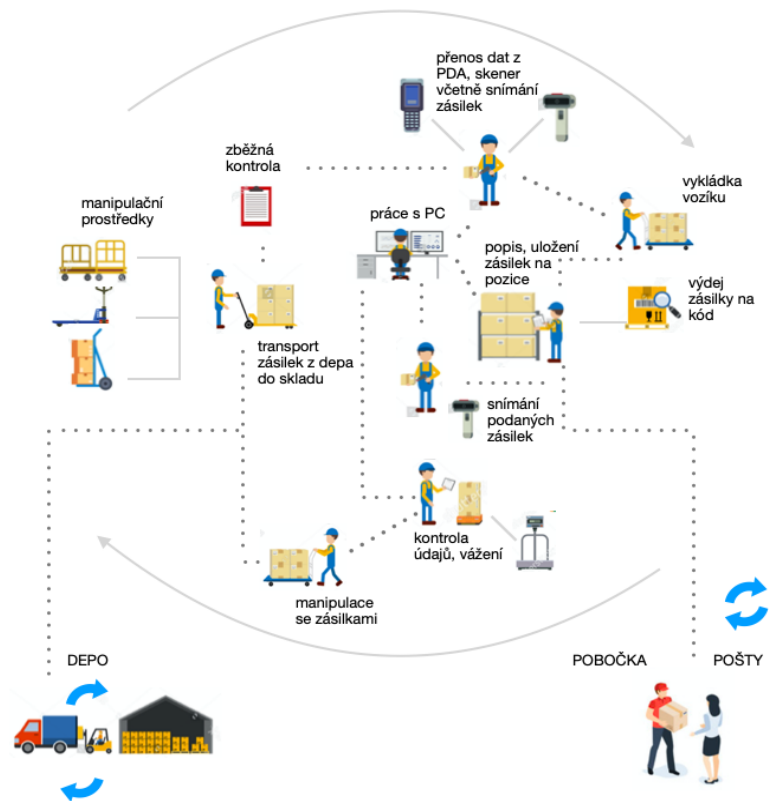 přenos dat z
PDA, skener
včetně snímání
zásilek
zběžná
kontrola
manipulační
prostředky
práce s PC
vykládka
vozíku
popis, uložení
zásilek na
pozice
výdej
zásilky na
kód
transport
zásilek z depa
do skladu
snímání
podaných
zásilek
kontrola
údajů, vážení
manipulace
se zásilkami
DEPO
POBOČKA POŠTY